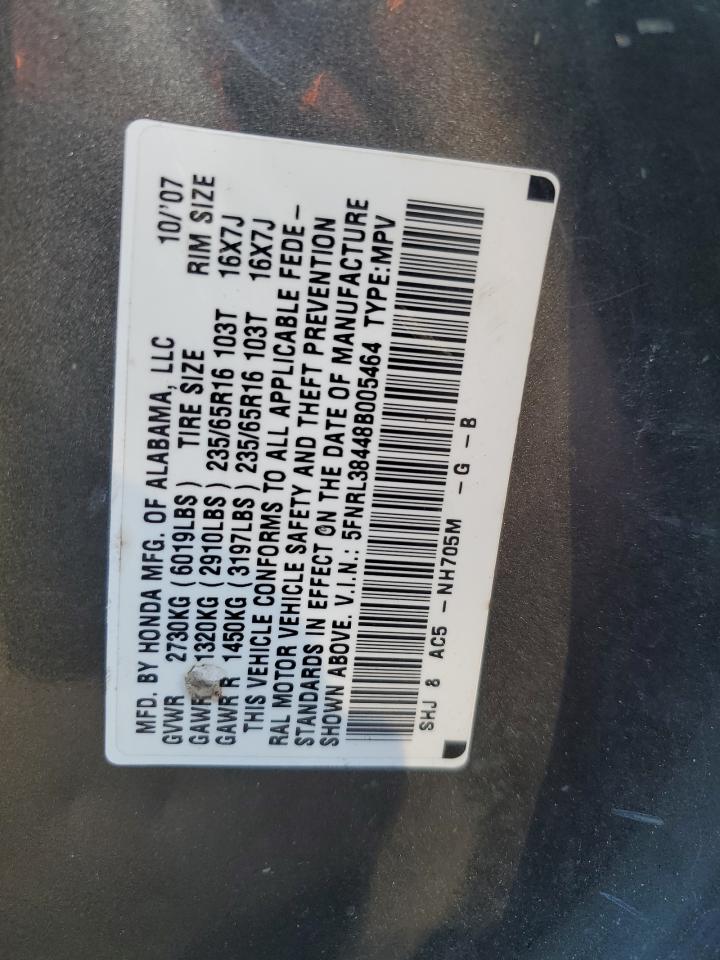 MFD. BY HONDA MFG. OF ALABAMA, LLC 10/'07
GVWR 2730KG (6019LBS) TIRE SIZE RIM SIZE
GAWR 1320KG (2910LBS) 235/65R16 103T 16X7J
GAWR R 1450KG (3197LBS) 235/65R16 103T 16X7J
THIS VEHICLE CONFORMS TO ALL APPLICABLE FEDE-
RAL MOTOR VEHICLE SAFETY AND THEFT PREVENTION
STANDARDS IN EFFECT ON THE DATE OF MANUFACTURE
SHOWN ABOVE. V.I.N.: 5FNRL38448B005464 TYPE:MPV
SHJ 8 AC5 -NH705M -G -B